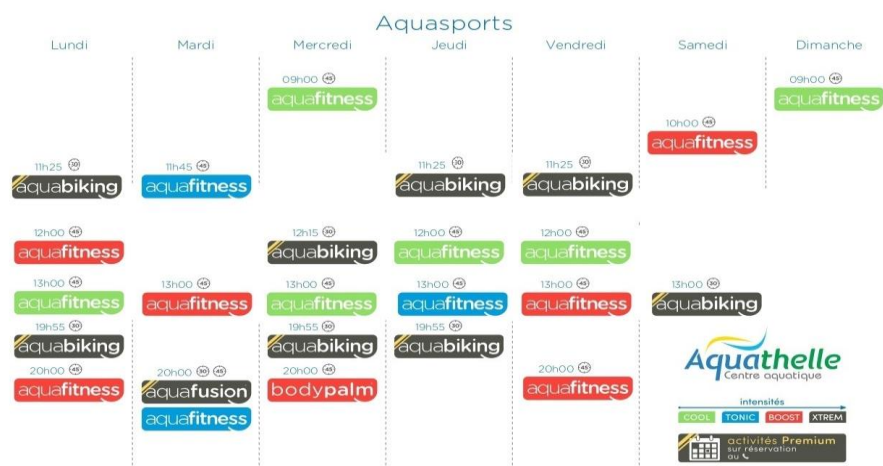 Aquasports
Lundi Mardi Mercredi Jeudi Vendredi Samedi Dimanche
09h00 45 09h00 45
aquafitness aquafitness
10h00 45
aquafitness
11h25 30 11h45 45 11h25 30 11h25 30
aquabiking aquafitness aquabiking aquabiking
12h00 45 12h15 30 12h00 45 12h00 45
aquafitness aquabiking aquafitness aquafitness
13h00 45 13h00 45 13h00 45 13h00 45 13h00 45 13h00 30
aquafitness aquafitness aquafitness aquafitness aquafitness aquabiking
19h55 30 19h55 30 19h55 30
aquabiking aquabiking aquabiking
20h00 45 20h00 30 45 20h00 45 20h00 45
aquafitness aquafusion bodypalm aquafitness
aquafitness
Aquathelle
Centre aquatique
intensités
COOL TONIC BOOST XTREM
activités Premium
sur réservation
au